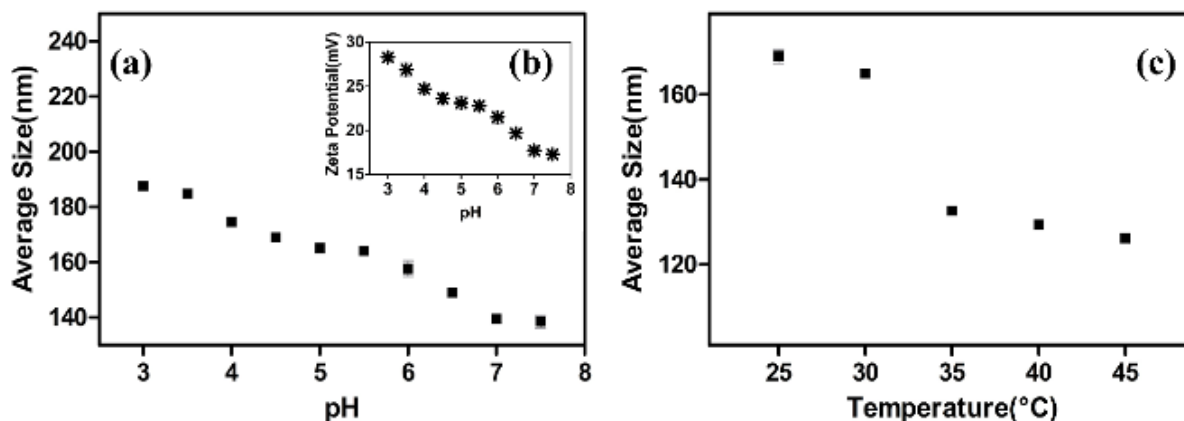 (a)
Average Size(nm)
240
220
200
180
160
140
3 4 5 6 7 8
pH
(b)
Zeta Potential(mV)
30
25
20
15
3 4 5 6 7 8
pH
(c)
Average Size(nm)
160
140
120
25 30 35 40 45
Temperature(°C)